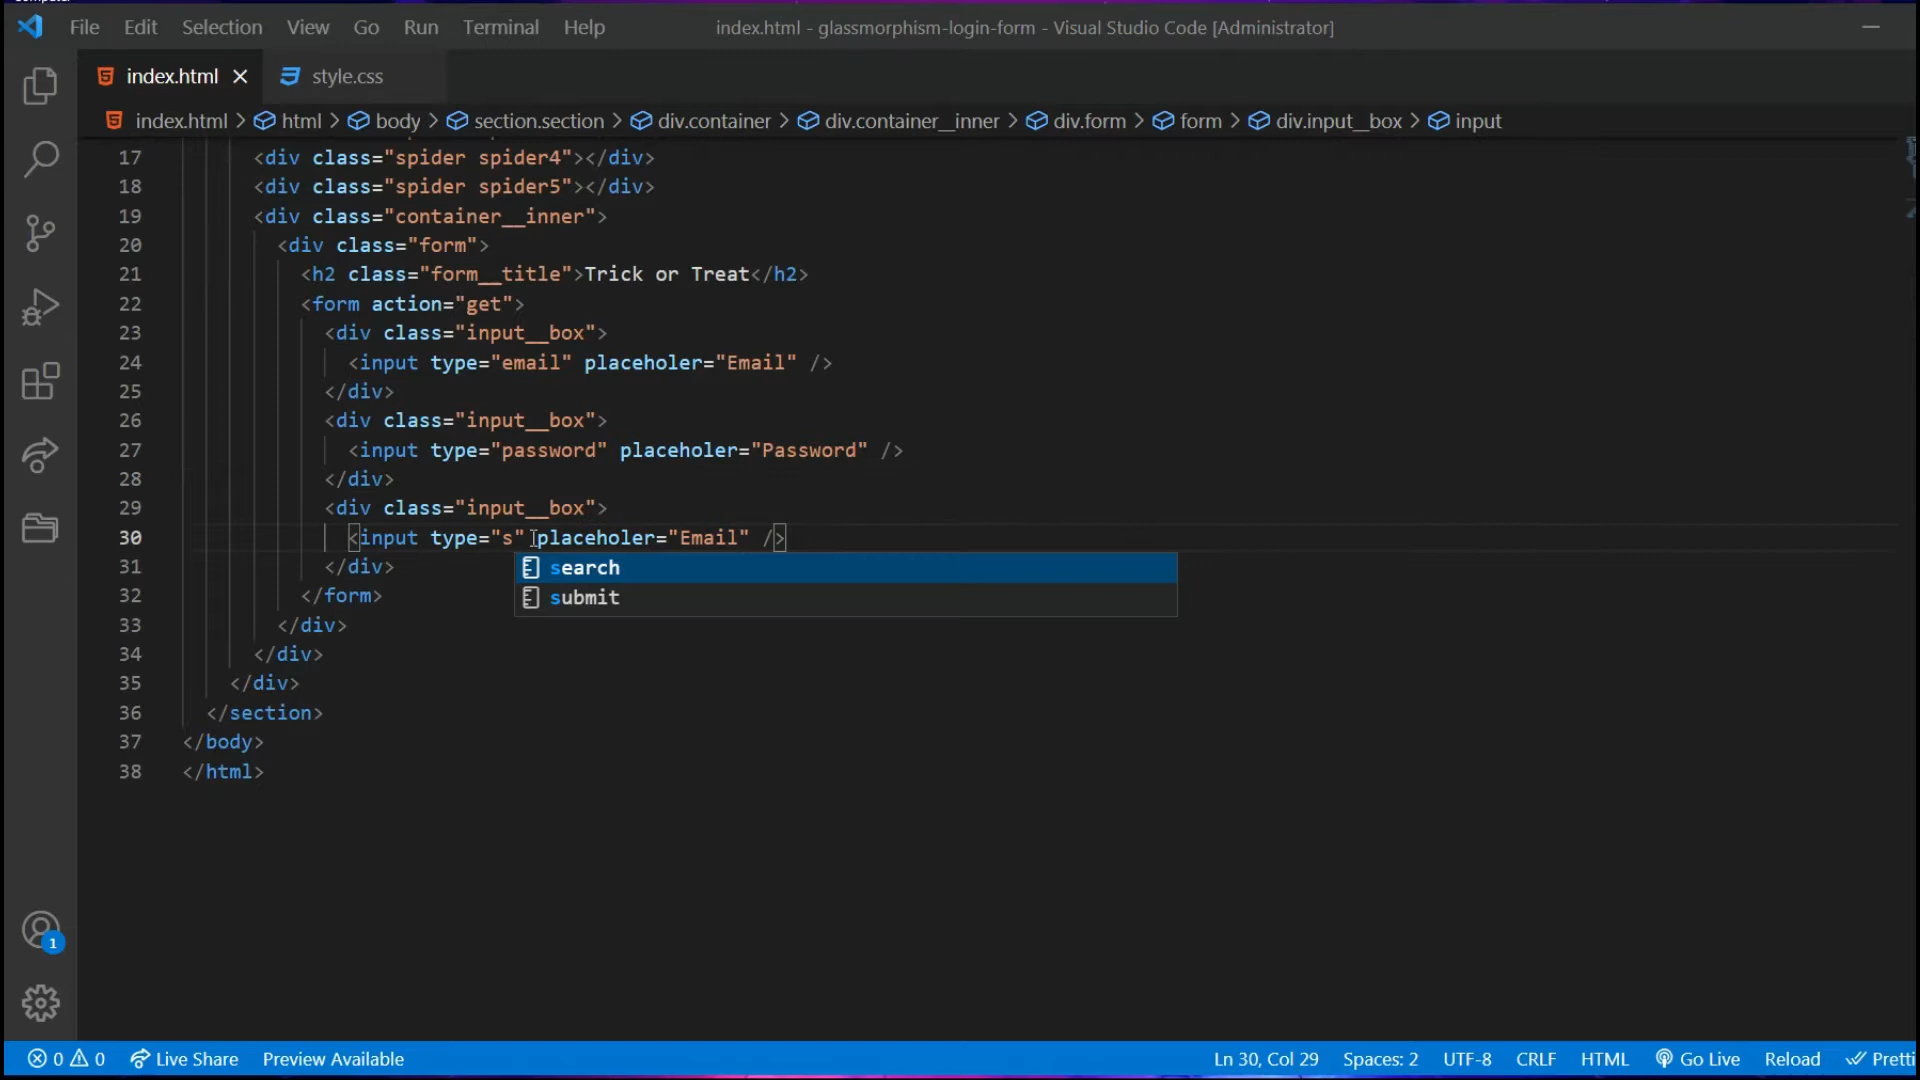 File Edit Selection View Go Run Terminal Help index.html - glassmorphism-login-form - Visual Studio Code [Administrator]
index.html style.css
index.html > html > body > section.section > div.container > div.container__inner > div.form > form > div.input__box > input
17 <div class="spider spider4"></div>
18 <div class="spider spider5"></div>
19 <div class="container__inner">
20 <div class="form">
21 <h2 class="form__title">Trick or Treat</h2>
22 <form action="get">
23 <div class="input__box">
24 <input type="email" placeholer="Email" />
25 </div>
26 <div class="input__box">
27 <input type="password" placeholer="Password" />
28 </div>
29 <div class="input__box">
30 <input type="s" placeholer="Email" />
search
31 </div>
submit
32 </form>
33 </div>
34 </div>
35 </div>
36 </section>
37 </body>
38 </html>
1
0 0 Live Share Preview Available Ln 30, Col 29 Spaces: 2 UTF-8 CRLF HTML Go Live Reload Pretti